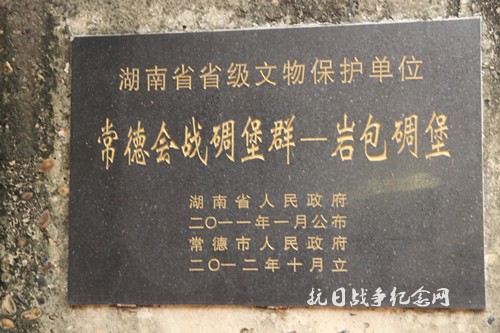 湖南省省级文物保护单位
常德会战碉堡群—岩包碉堡
湖南省人民政府
二〇一一年一月公布
常德市人民政府
二〇一二年十月立
抗日战争纪念网